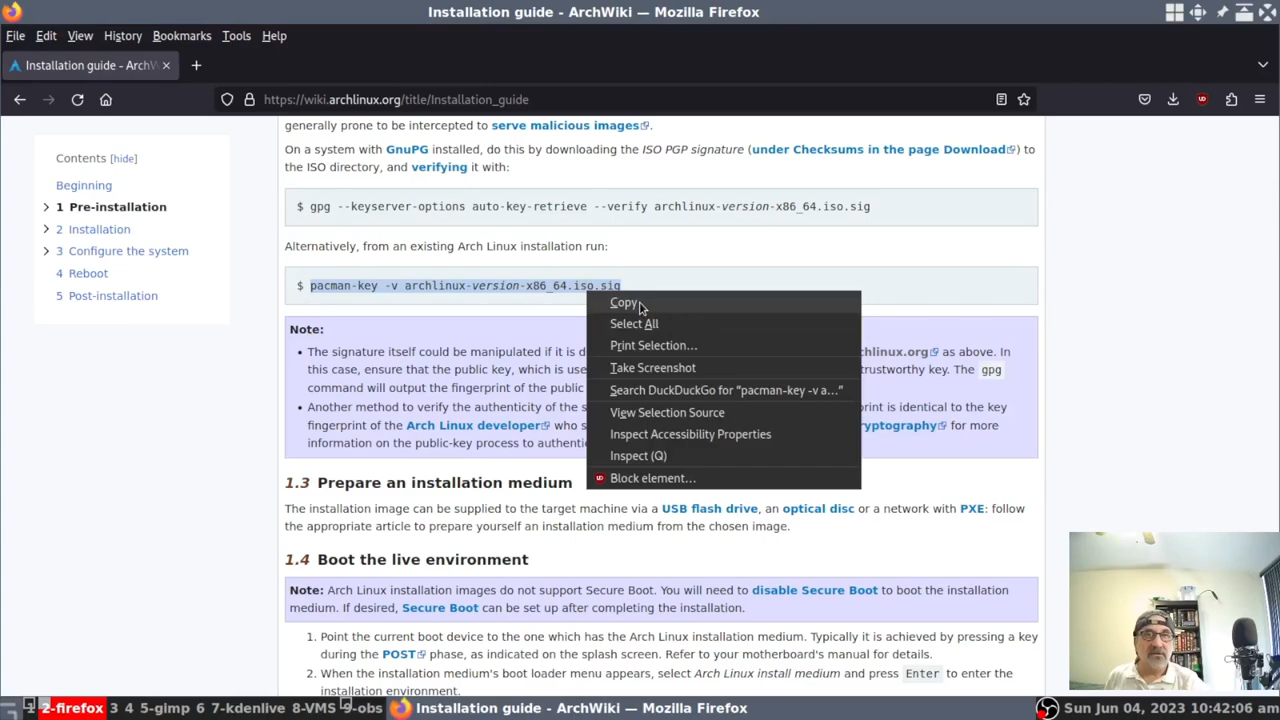 Installation guide - ArchWiki — Mozilla Firefox
File Edit View History Bookmarks Tools Help
Installation guide - ArchW
https://wiki.archlinux.org/title/Installation_guide
Contents [hide]
Beginning
1 Pre-installation
2 Installation
3 Configure the system
4 Reboot
5 Post-installation
generally prone to be intercepted to serve malicious images.
On a system with GnuPG installed, do this by downloading the ISO PGP signature (under Checksums in the page Download) to
the ISO directory, and verifying it with:
$ gpg --keyserver-options auto-key-retrieve --verify archlinux-version-x86_64.iso.sig
Alternatively, from an existing Arch Linux installation run:
$ pacman-key -v archlinux-version-x86_64.iso.sig
Note:
• The signature itself could be manipulated if it is d chlinux.org as above. In
this case, ensure that the public key, which is use trustworthy key. The gpg
command will output the fingerprint of the public
• Another method to verify the authenticity of the s print is identical to the key
fingerprint of the Arch Linux developer who s ryptography for more
information on the public-key process to authenti
Copy
Select All
Print Selection…
Take Screenshot
Search DuckDuckGo for “pacman-key -v a…”
View Selection Source
Inspect Accessibility Properties
Inspect (Q)
Block element…
1.3 Prepare an installation medium
The installation image can be supplied to the target machine via a USB flash drive, an optical disc or a network with PXE: follow
the appropriate article to prepare yourself an installation medium from the chosen image.
1.4 Boot the live environment
Note: Arch Linux installation images do not support Secure Boot. You will need to disable Secure Boot to boot the installation
medium. If desired, Secure Boot can be set up after completing the installation.
1. Point the current boot device to the one which has the Arch Linux installation medium. Typically it is achieved by pressing a key
during the POST phase, as indicated on the splash screen. Refer to your motherboard's manual for details.
2. When the installation medium's boot loader menu appears, select Arch Linux install medium and press Enter to enter the
installation environment.
1 2-firefox 3 4 5-gimp 6 7-kdenlive 8-VMS 9-obs Installation guide - ArchWiki — Mozilla Firefox Sun Jun 04, 2023 10:42:06 am